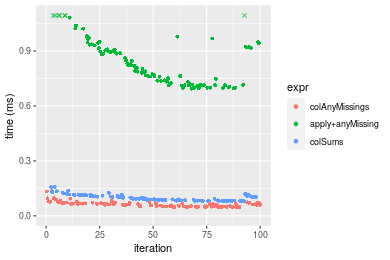 time (ms)
0.9
0.6
0.3
0.0
0
25
50
75
100
iteration
expr
colAnyMissings
apply+anyMissing
colSums